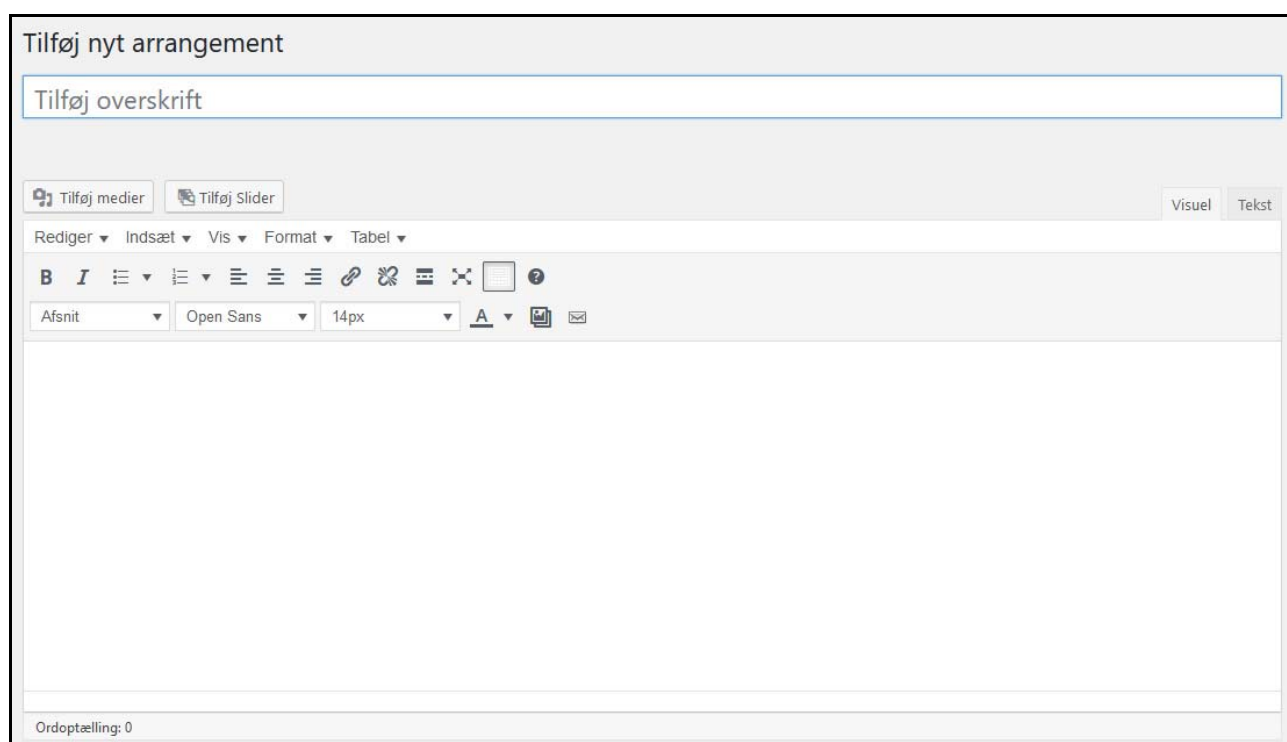 Tilføj nyt arrangement
Tilføj overskrift
Tilføj medier Tilføj Slider Visuel Tekst
Rediger Indsæt Vis Format Tabel
B I A
Afsnit Open Sans 14px A
Ordoptælling: 0